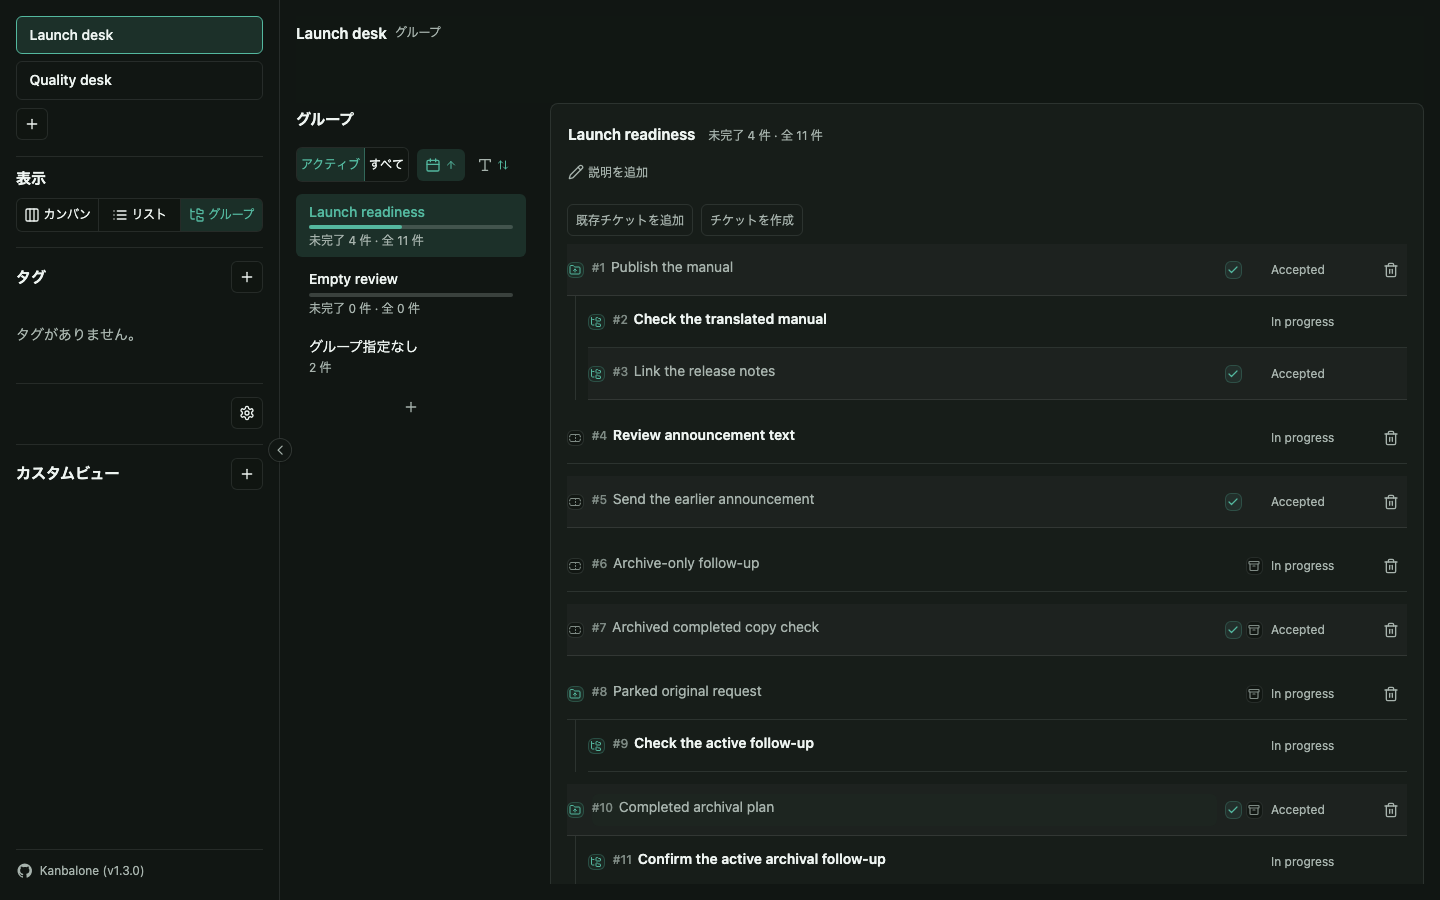 Launch desk
Quality desk
表示
カンバン
リスト
グループ
タグ
タグがありません。
カスタムビュー
Kanbalone (v1.3.0)
Launch desk グループ
グループ
アクティブ すべて
Launch readiness
未完了 4 件 · 全 11 件
Empty review
未完了 0 件 · 全 0 件
グループ指定なし
2 件
Launch readiness 未完了 4 件 · 全 11 件
説明を追加
既存チケットを追加 チケットを作成
#1 Publish the manual Accepted
#2 Check the translated manual In progress
#3 Link the release notes Accepted
#4 Review announcement text In progress
#5 Send the earlier announcement Accepted
#6 Archive-only follow-up In progress
#7 Archived completed copy check Accepted
#8 Parked original request In progress
#9 Check the active follow-up In progress
#10 Completed archival plan Accepted
#11 Confirm the active archival follow-up In progress